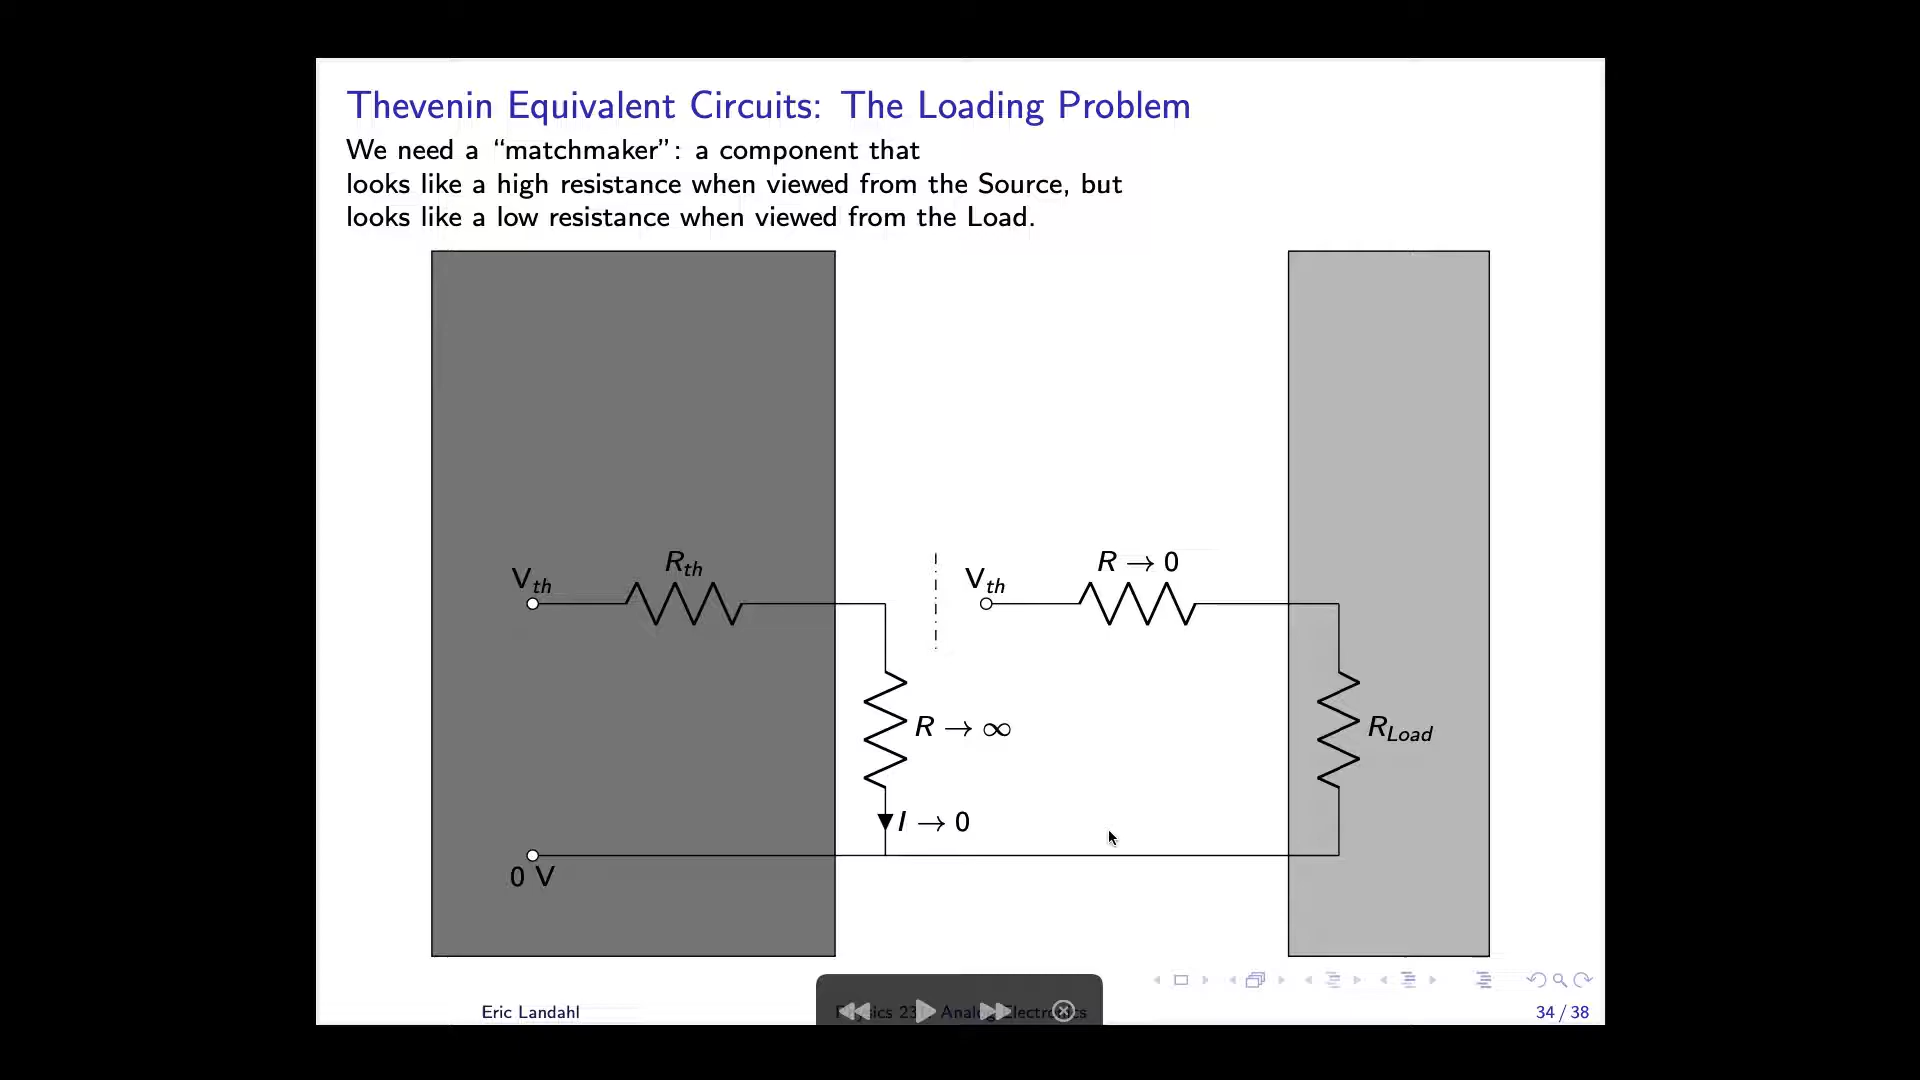 Thevenin Equivalent Circuits: The Loading Problem
We need a “matchmaker”: a component that
looks like a high resistance when viewed from the Source, but
looks like a low resistance when viewed from the Load.
R_th
R → 0
V_th
V_th
R → ∞
R_Load
I → 0
0 V
Eric Landahl
Analog Electronics
34 / 38